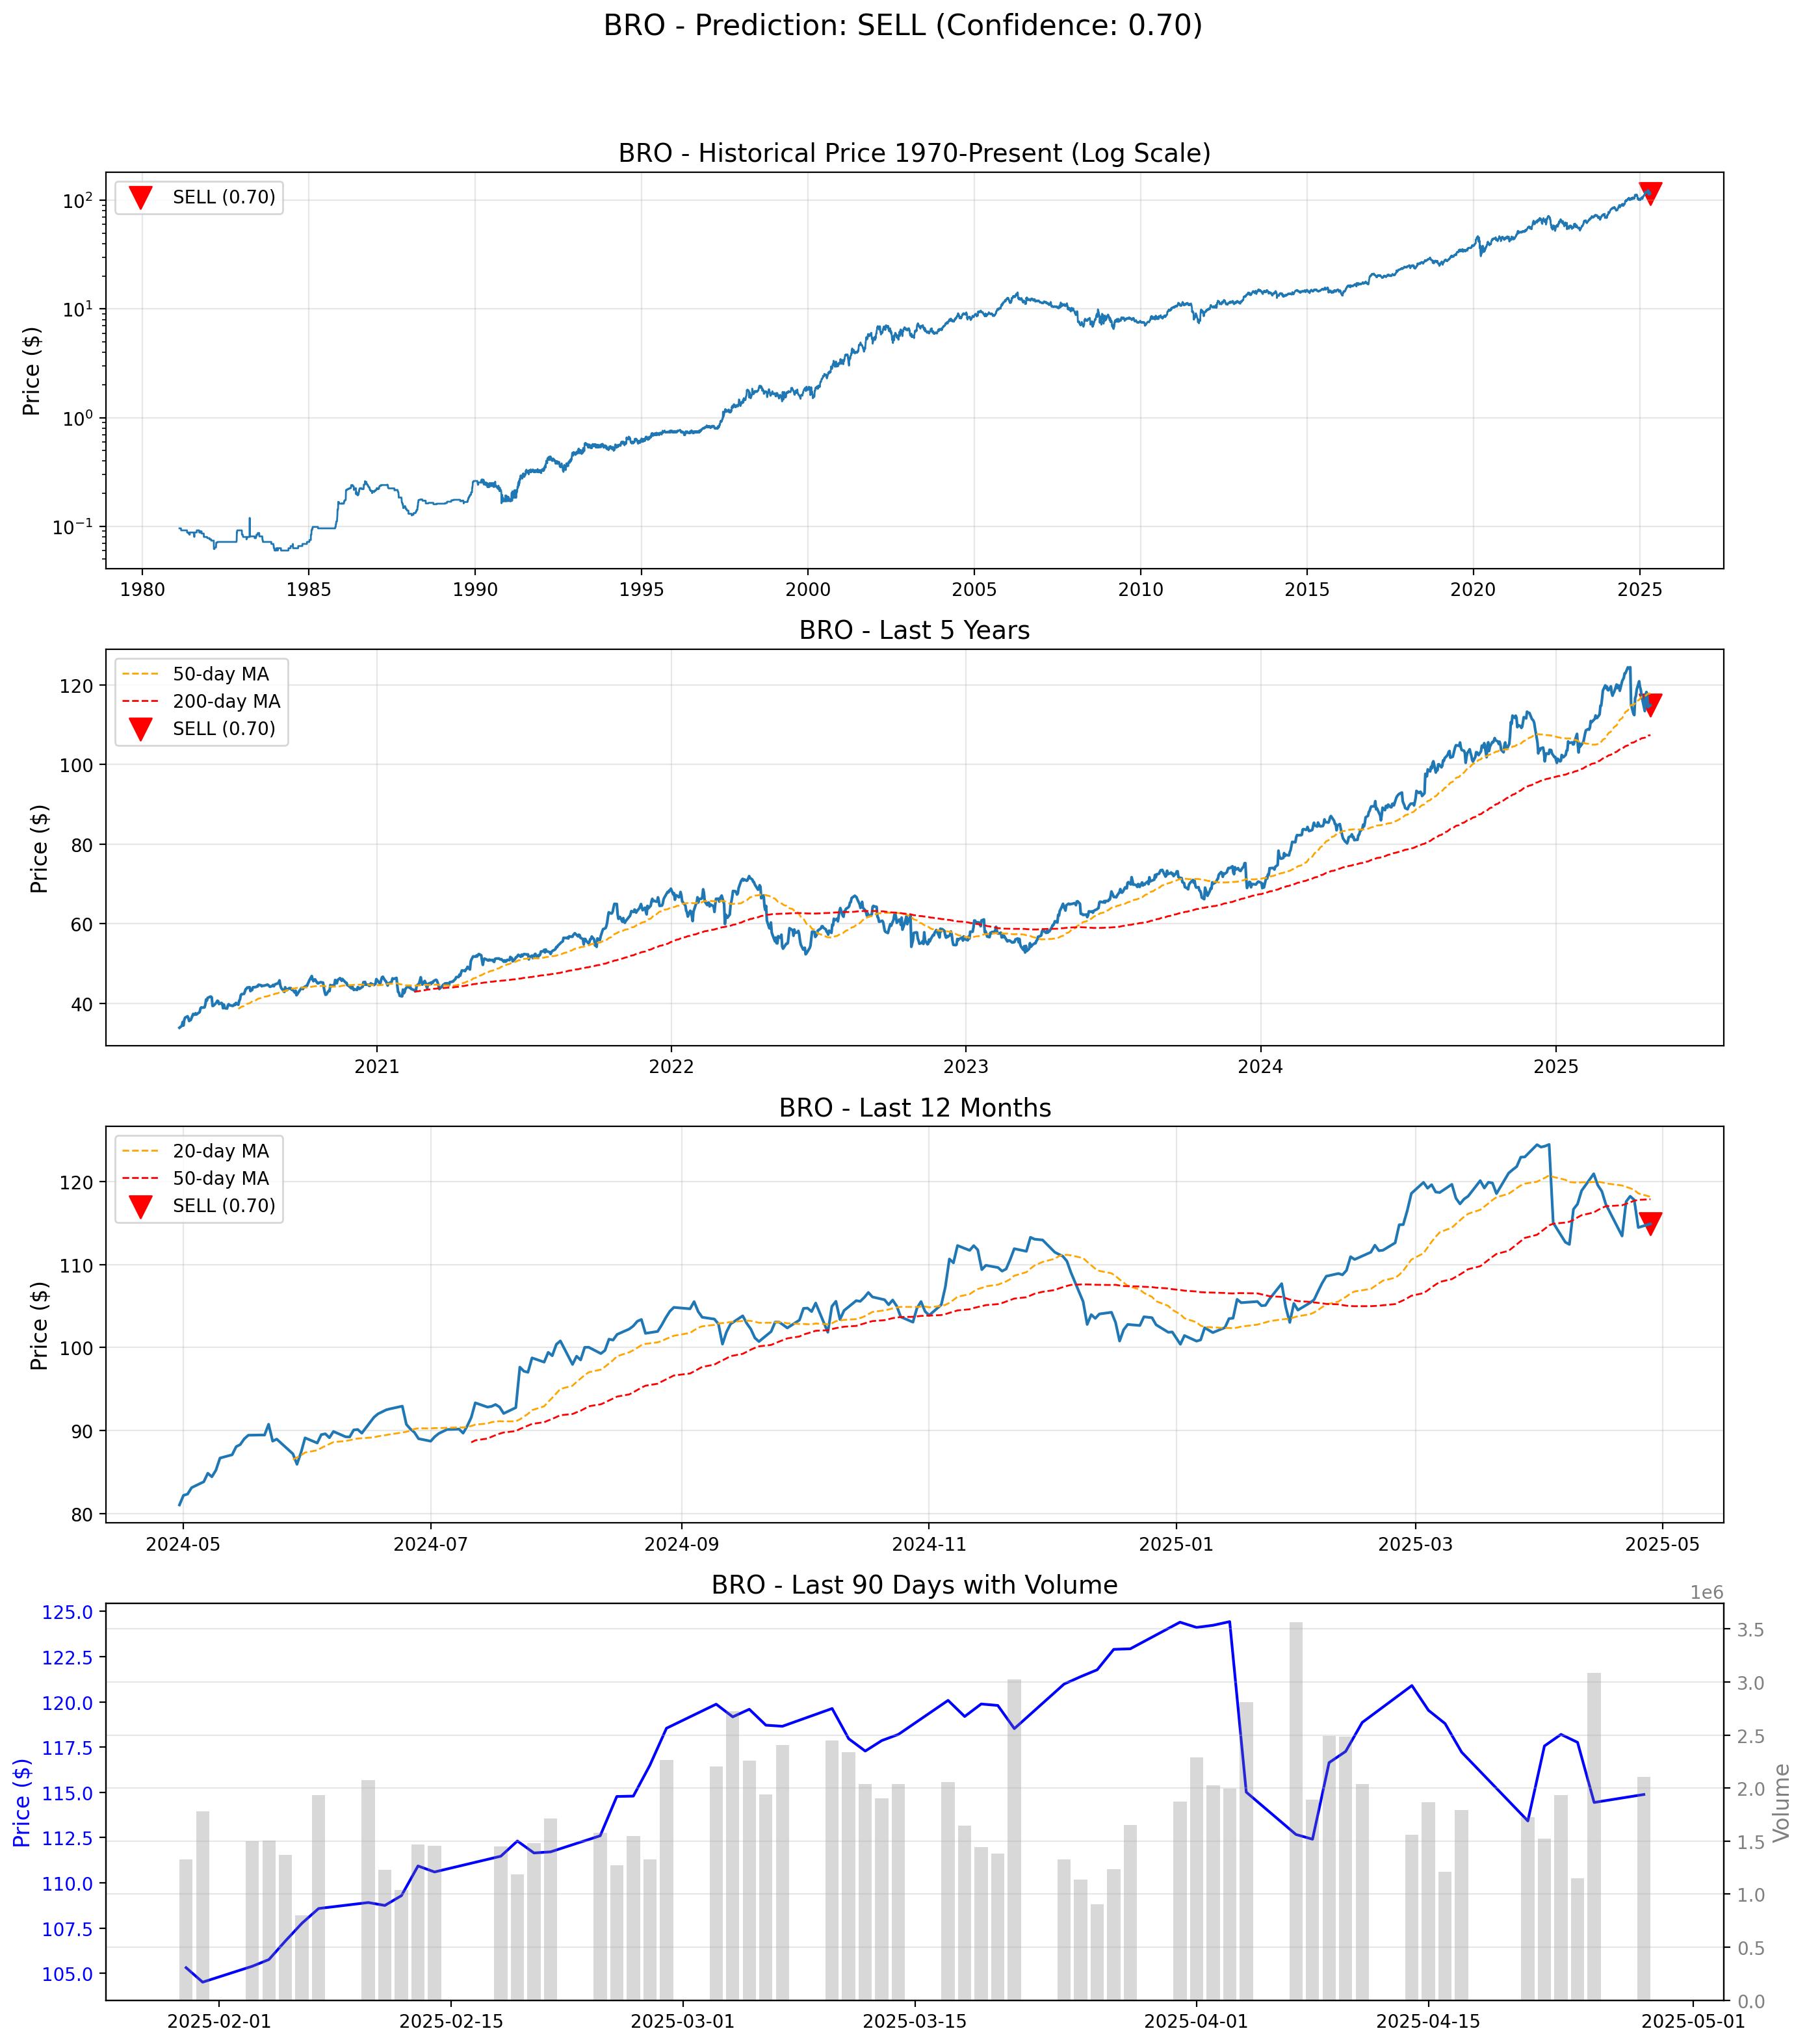 BRO - Prediction: SELL (Confidence: 0.70)
BRO - Historical Price 1970-Present (Log Scale)
SELL (0.70)
Price ($)
10²
10¹
10⁰
10⁻¹
1980 1985 1990 1995 2000 2005 2010 2015 2020 2025
BRO - Last 5 Years
50-day MA
200-day MA
SELL (0.70)
Price ($)
120
100
80
60
40
2021 2022 2023 2024 2025
BRO - Last 12 Months
20-day MA
50-day MA
SELL (0.70)
Price ($)
120
110
100
90
80
2024-05 2024-07 2024-09 2024-11 2025-01 2025-03 2025-05
BRO - Last 90 Days with Volume
1e6
Price ($)
125.0
122.5
120.0
117.5
115.0
112.5
110.0
107.5
105.0
3.5
3.0
2.5
2.0
1.5
1.0
0.5
0.0
Volume
2025-02-01 2025-02-15 2025-03-01 2025-03-15 2025-04-01 2025-04-15 2025-05-01